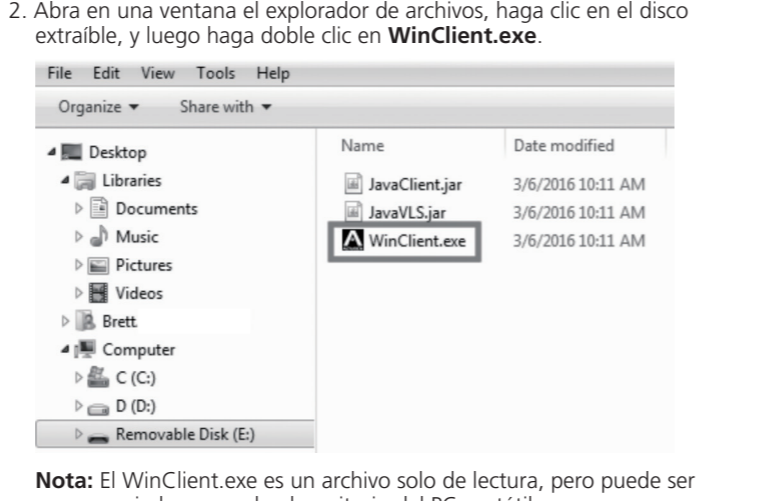 2. Abra en una ventana el explorador de archivos, haga clic en el disco
extraíble, y luego haga doble clic en WinClient.exe.
File Edit View Tools Help
Organize Share with
Desktop
Libraries
Documents
Music
Pictures
Videos
Brett
Computer
C (C:)
D (D:)
Removable Disk (E:)
Name Date modified
JavaClient.jar 3/6/2016 10:11 AM
JavaVLS.jar 3/6/2016 10:11 AM
WinClient.exe 3/6/2016 10:11 AM
Nota: El WinClient.exe es un archivo solo de lectura, pero puede ser